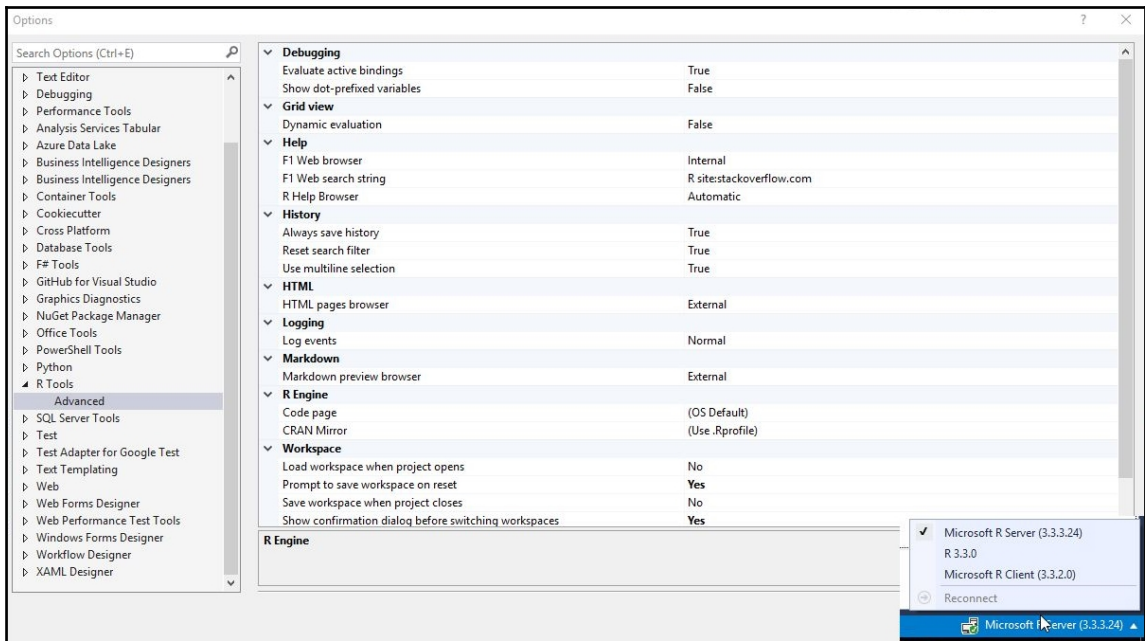 Options
?
Search Options (Ctrl+E)
Text Editor
Debugging
Performance Tools
Analysis Services Tabular
Azure Data Lake
Business Intelligence Designers
Business Intelligence Designers
Container Tools
Cookiecutter
Cross Platform
Database Tools
F# Tools
GitHub for Visual Studio
Graphics Diagnostics
NuGet Package Manager
Office Tools
PowerShell Tools
Python
R Tools
Advanced
SQL Server Tools
Test
Test Adapter for Google Test
Text Templating
Web
Web Forms Designer
Web Performance Test Tools
Windows Forms Designer
Workflow Designer
XAML Designer
Debugging
Evaluate active bindings True
Show dot-prefixed variables False
Grid view
Dynamic evaluation False
Help
F1 Web browser Internal
F1 Web search string R site:stackoverflow.com
R Help Browser Automatic
History
Always save history True
Reset search filter True
Use multiline selection True
HTML
HTML pages browser External
Logging
Log events Normal
Markdown
Markdown preview browser External
R Engine
Code page (OS Default)
CRAN Mirror (Use .Rprofile)
Workspace
Load workspace when project opens No
Prompt to save workspace on reset Yes
Save workspace when project closes No
Show confirmation dialog before switching workspaces Yes
R Engine
Microsoft R Server (3.3.3.24)
R 3.3.0
Microsoft R Client (3.3.2.0)
Reconnect
Microsoft R Server (3.3.3.24)